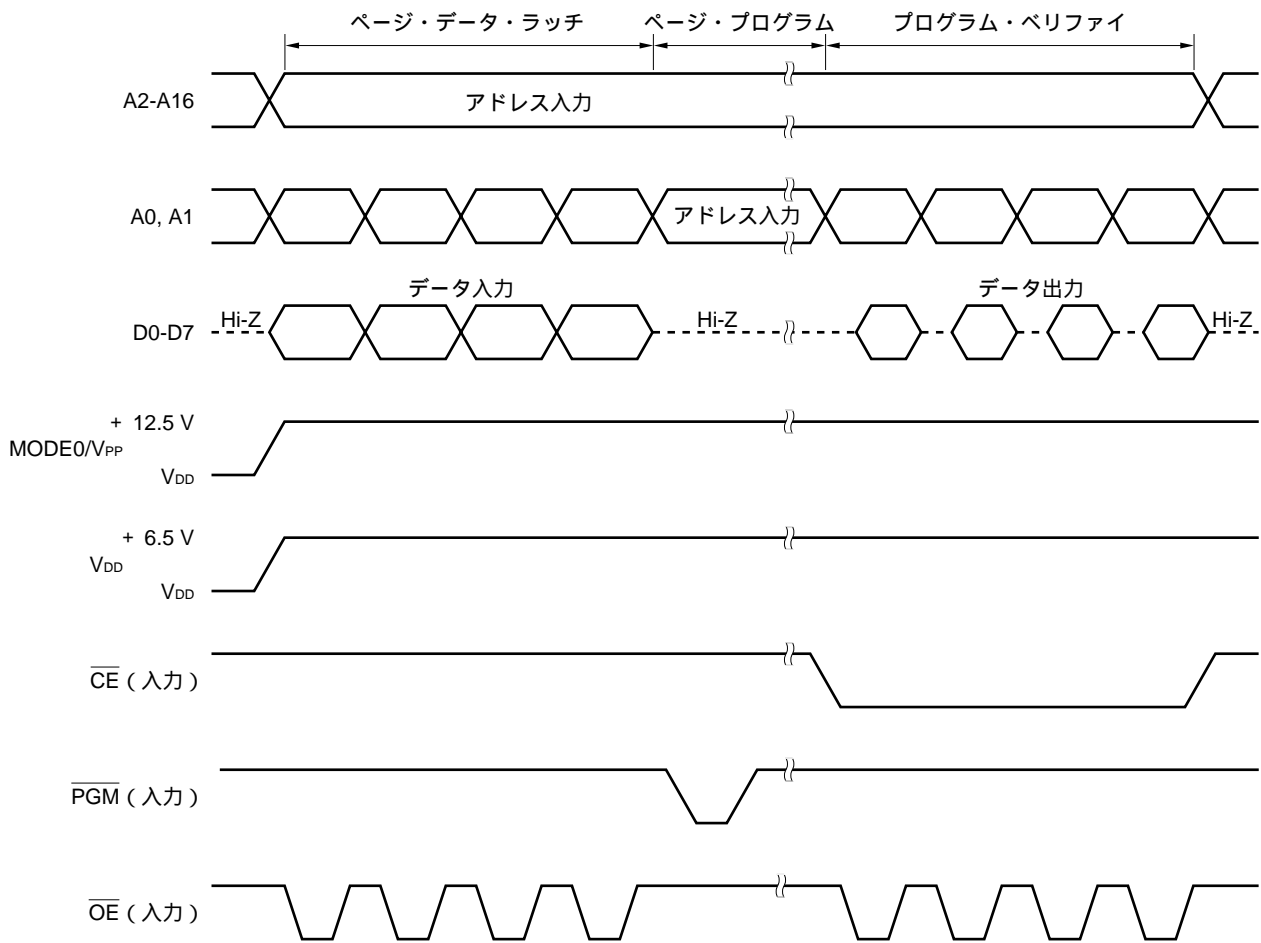 ページ・データ・ラッチ ページ・プログラム プログラム・ベリファイ
A2-A16
アドレス入力
A0, A1
アドレス入力
データ入力 データ出力
D0-D7
Hi-Z Hi-Z Hi-Z
+ 12.5 V
MODE0/VPP
VDD
+ 6.5 V
VDD
VDD
CE(入力)
PGM(入力)
OE(入力)